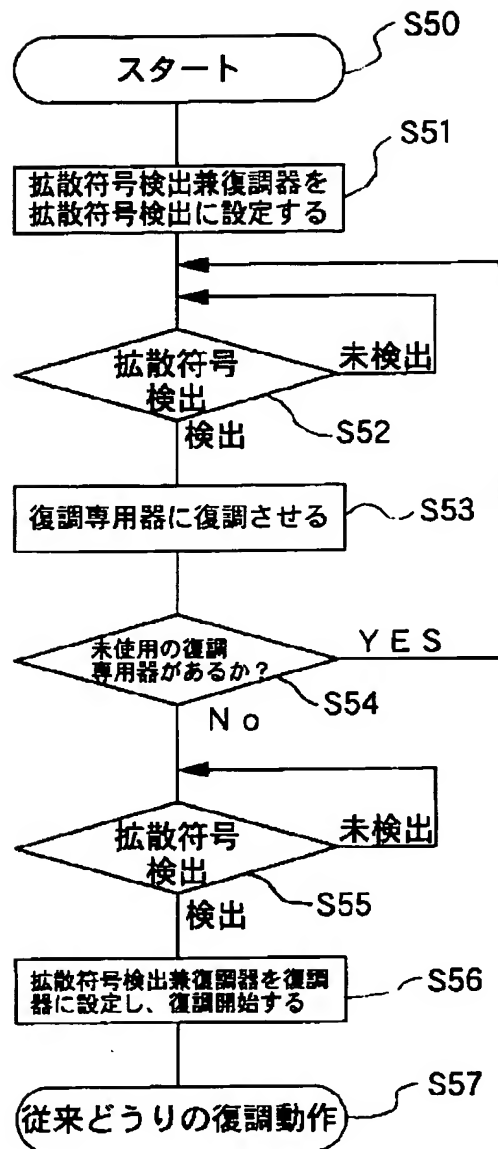 S50
スタート
S51
拡散符号検出兼復調器を
拡散符号検出に設定する
拡散符号
検出
未検出
S52
検出
復調専用器に復調させる
S53
未使用の復調
専用器があるか？
YES
S54
No
拡散符号
検出
未検出
S55
検出
拡散符号検出兼復調器を復調
器に設定し、復調開始する
S56
S57
従来どうりの復調動作